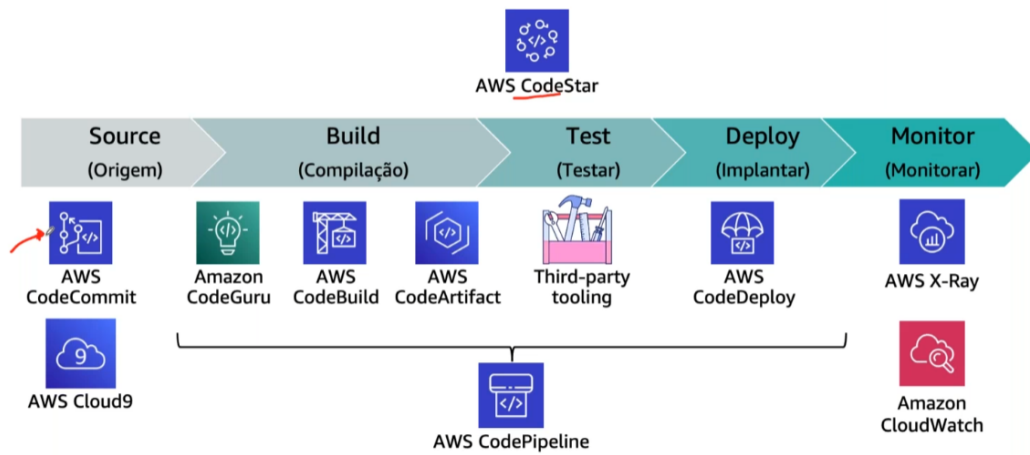 AWS CodeStar
Source
(Origem)
Build
(Compilação)
Test
(Testar)
Deploy
(Implantar)
Monitor
(Monitorar)
AWS
CodeCommit
Amazon
CodeGuru
AWS
CodeBuild
AWS
CodeArtifact
Third-party
tooling
AWS
CodeDeploy
AWS X-Ray
9
AWS Cloud9
AWS CodePipeline
Amazon
CloudWatch